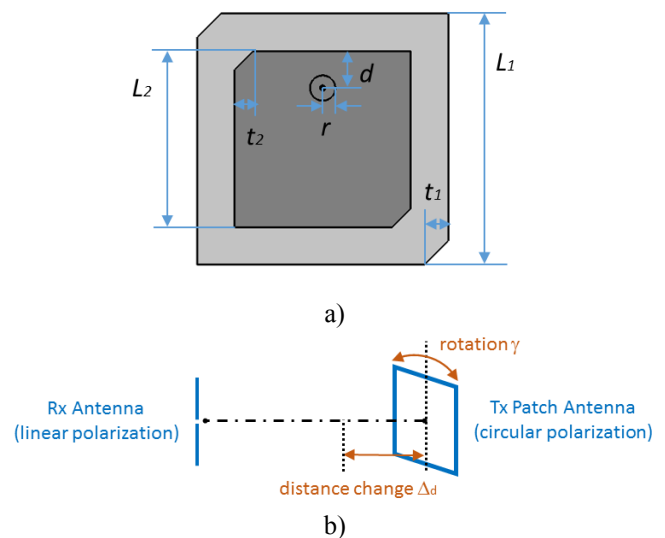 L2
d
L1
t2
r
t1
a)
rotation γ
Rx Antenna
(linear polarization)
Tx Patch Antenna
(circular polarization)
distance change Δd
b)